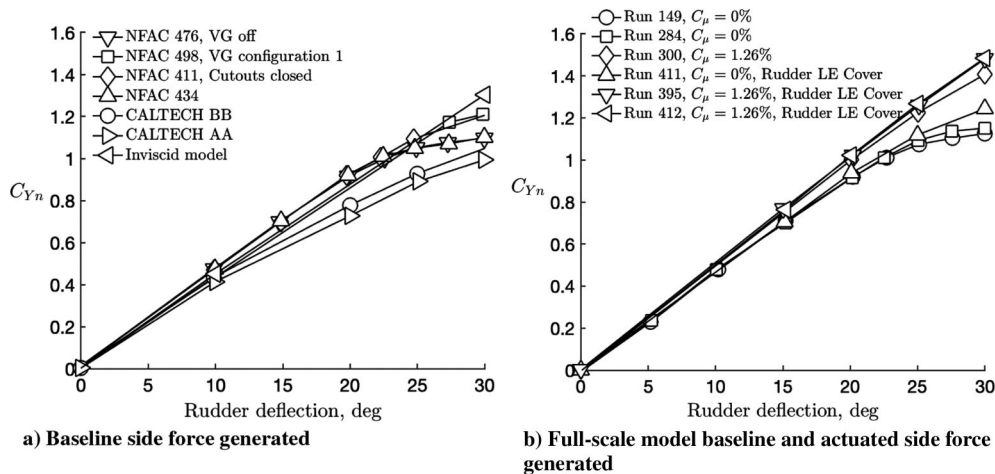 1.6
1.4
1.2
1
0.8
0.6
0.4
0.2
0
C_{Yn}
NFAC 476, VG off
NFAC 498, VG configuration 1
NFAC 411, Cutouts closed
NFAC 434
CALTECH BB
CALTECH AA
Inviscid model
0 5 10 15 20 25 30
Rudder deflection, deg
a) Baseline side force generated
1.6
1.4
1.2
1
0.8
0.6
0.4
0.2
0
C_{Yn}
Run 149, C_μ = 0%
Run 284, C_μ = 0%
Run 300, C_μ = 1.26%
Run 411, C_μ = 0%, Rudder LE Cover
Run 395, C_μ = 1.26%, Rudder LE Cover
Run 412, C_μ = 1.26%, Rudder LE Cover
0 5 10 15 20 25 30
Rudder deflection, deg
b) Full-scale model baseline and actuated side force
generated